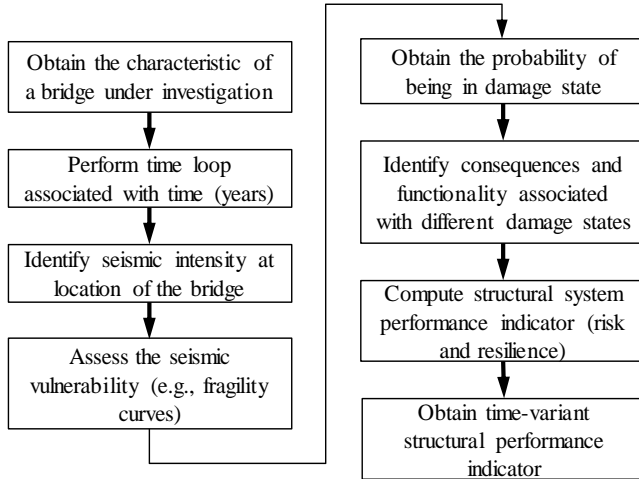 Obtain the characteristic of
a bridge under investigation
Perform time loop
associated with time (years)
Identify seismic intensity at
location of the bridge
Assess the seismic
vulnerability (e.g., fragility
curves)
Obtain the probability of
being in damage state
Identify consequences and
functionality associated
with different damage states
Compute structural system
performance indicator (risk
and resilience)
Obtain time-variant
structural performance
indicator